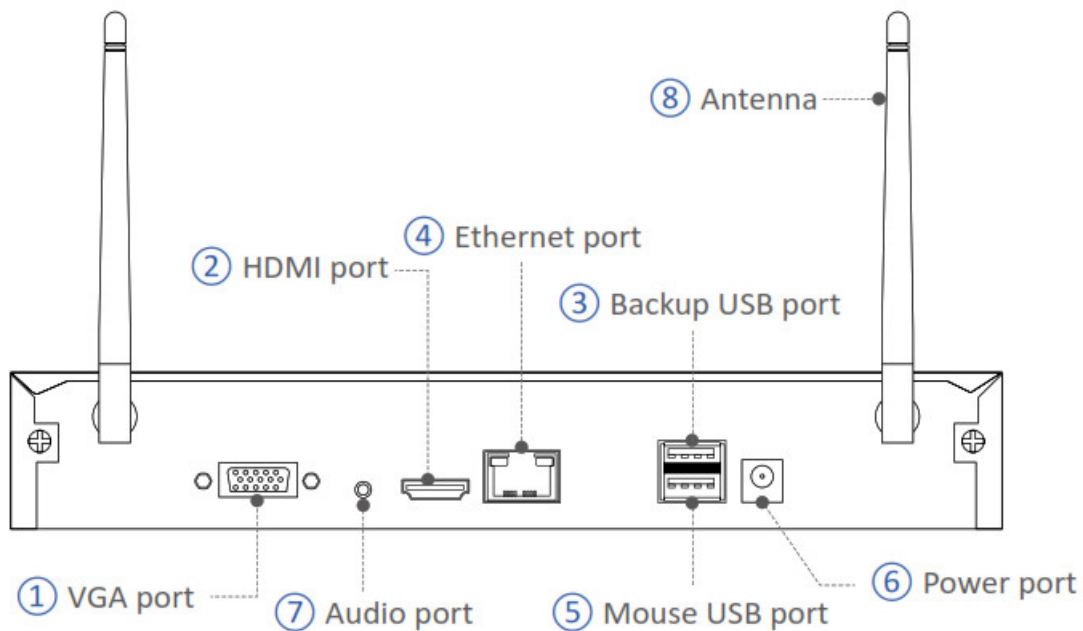 ⑧ Antenna
④ Ethernet port
② HDMI port
③ Backup USB port
⑥ Power port
① VGA port
⑦ Audio port
⑤ Mouse USB port